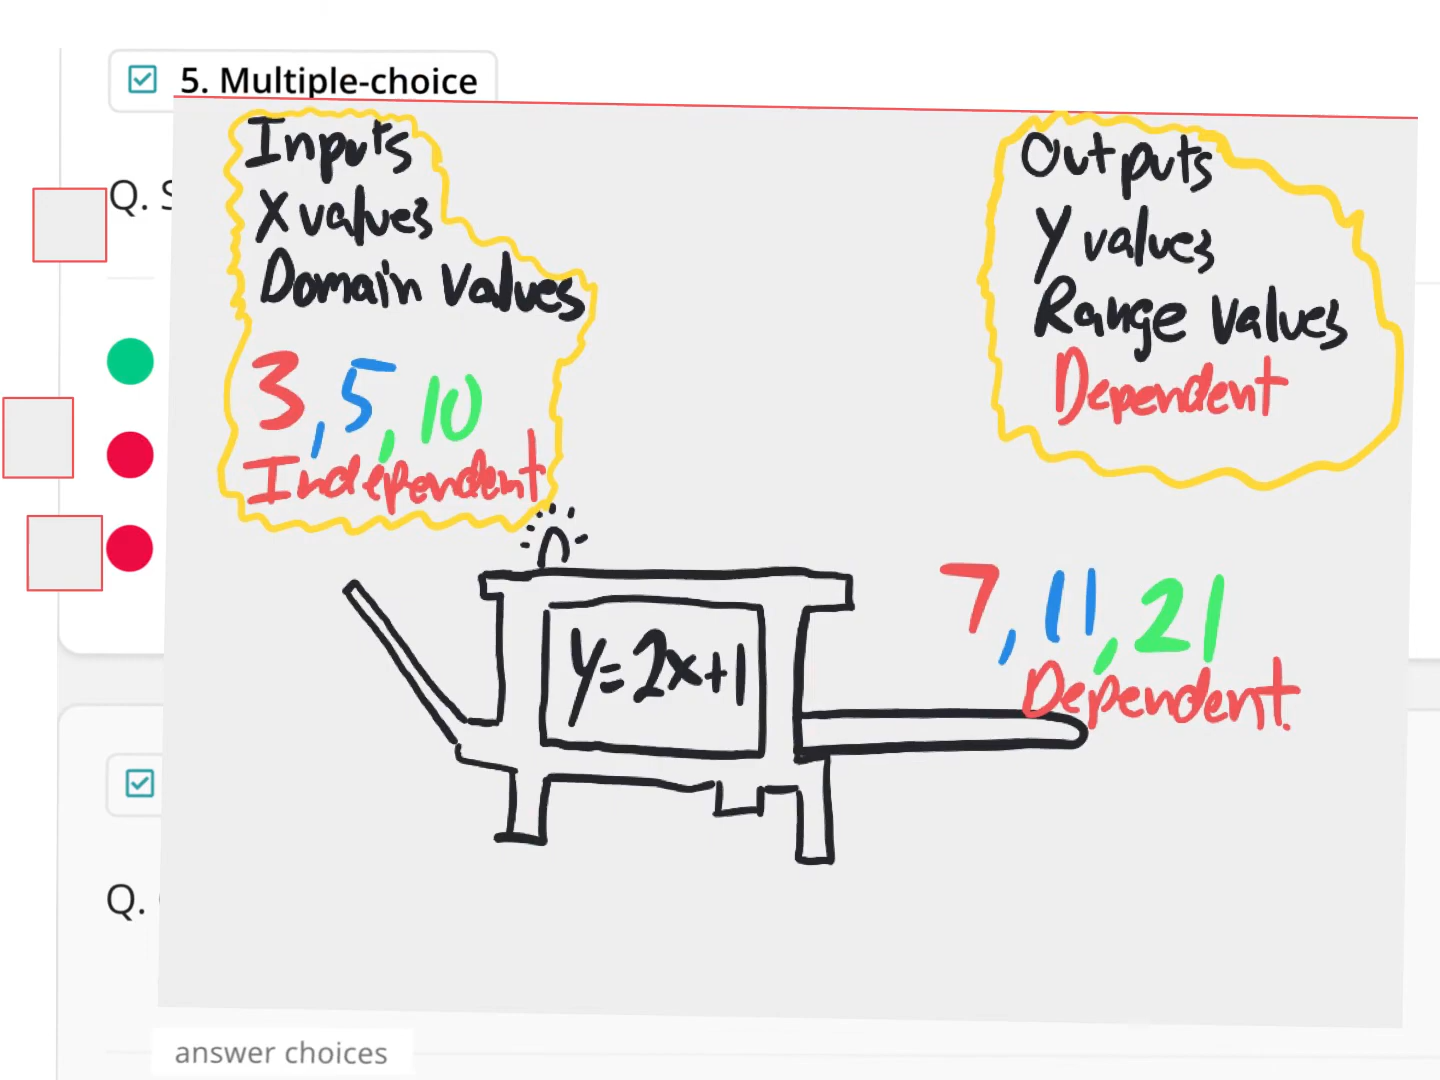 5. Multiple-choice
Q.
Inputs
X values
Domain Values
3, 5, 10
Independent
Outputs
Y values
Range Values
Dependent
y=2x+1
7, 11, 21
Dependent
Q.
answer choices